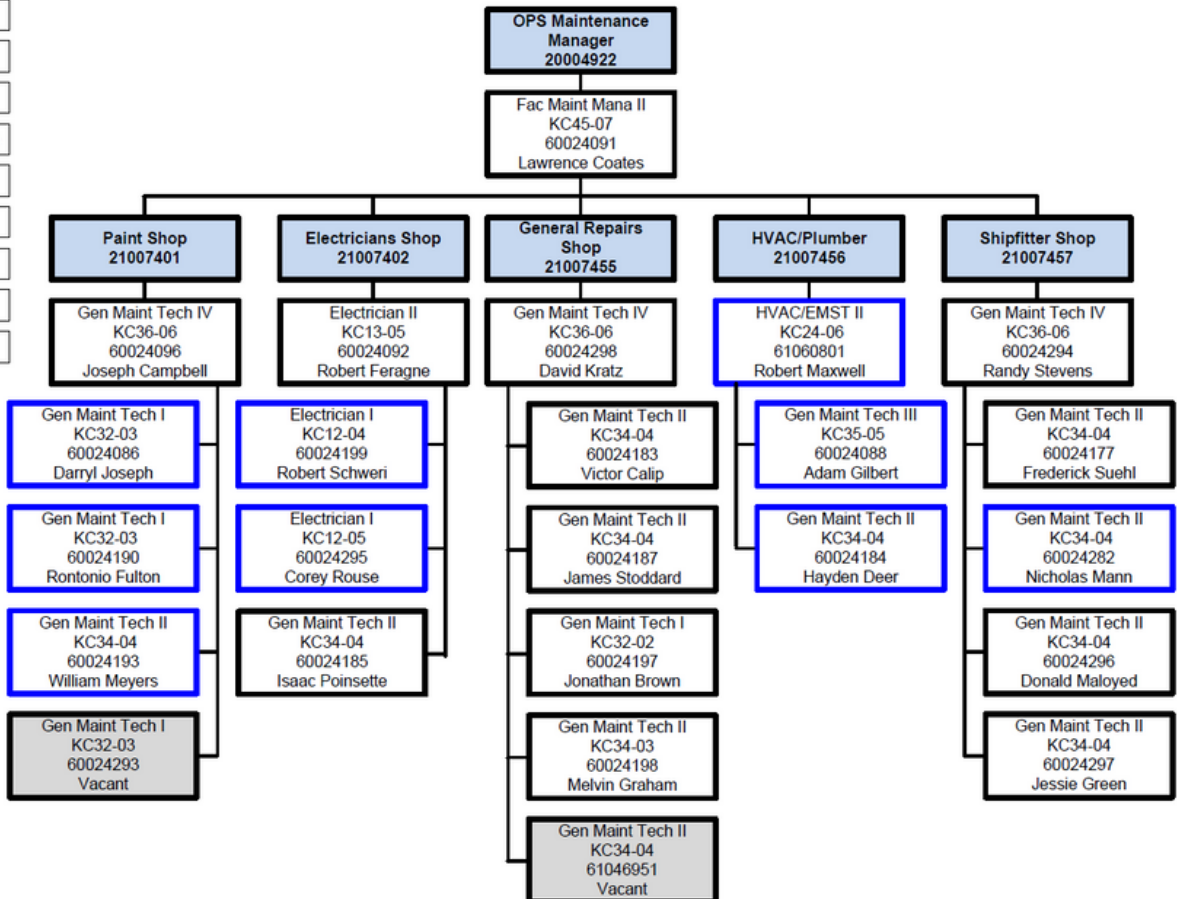 OPS Maintenance
Manager
20004922
Fac Maint Mana II
KC45-07
60024091
Lawrence Coates
Paint Shop
21007401
Electricians Shop
21007402
General Repairs
Shop
21007455
HVAC/Plumber
21007456
Shipfitter Shop
21007457
Gen Maint Tech IV
KC36-06
60024096
Joseph Campbell
Electrician II
KC13-05
60024092
Robert Feragne
Gen Maint Tech IV
KC36-06
60024298
David Kratz
HVAC/EMST II
KC24-06
61060801
Robert Maxwell
Gen Maint Tech IV
KC36-06
60024294
Randy Stevens
Gen Maint Tech I
KC32-03
60024086
Darryl Joseph
Electrician I
KC12-04
60024199
Robert Schweri
Gen Maint Tech II
KC34-04
60024183
Victor Calip
Gen Maint Tech III
KC35-05
60024088
Adam Gilbert
Gen Maint Tech II
KC34-04
60024177
Frederick Suehl
Gen Maint Tech I
KC32-03
60024190
Rontonio Fulton
Electrician I
KC12-05
60024295
Corey Rouse
Gen Maint Tech II
KC34-04
60024187
James Stoddard
Gen Maint Tech II
KC34-04
60024184
Hayden Deer
Gen Maint Tech II
KC34-04
60024282
Nicholas Mann
Gen Maint Tech II
KC34-04
60024193
William Meyers
Gen Maint Tech II
KC34-04
60024185
Isaac Poinsette
Gen Maint Tech I
KC32-02
60024197
Jonathan Brown
Gen Maint Tech II
KC34-04
60024296
Donald Maloyed
Gen Maint Tech I
KC32-03
60024293
Vacant
Gen Maint Tech II
KC34-03
60024198
Melvin Graham
Gen Maint Tech II
KC34-04
60024297
Jessie Green
Gen Maint Tech II
KC34-04
61046951
Vacant